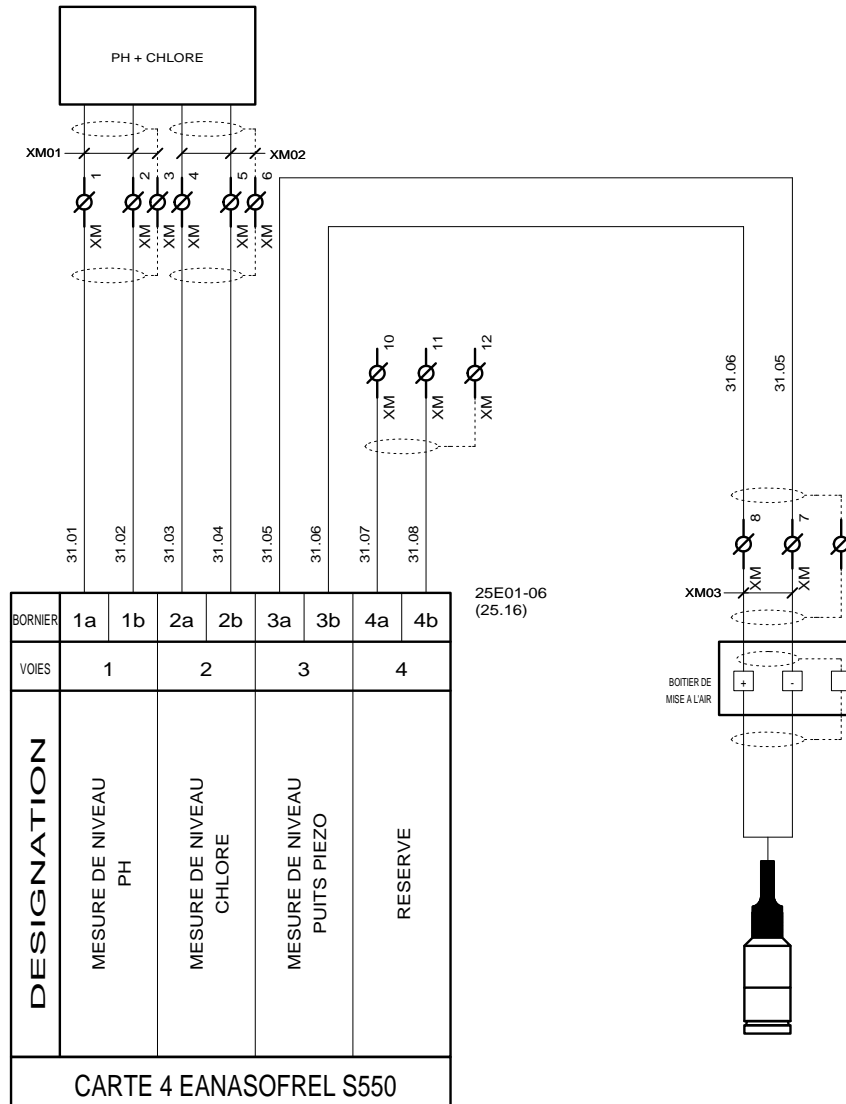 PH + CHLORE
XM01
XM02
1
2
3
4
5
6
XM
XM
XM
XM
XM
XM
10
11
12
XM
XM
XM
31.06
31.05
31.01
31.02
31.03
31.04
31.05
31.06
31.07
31.08
8
7
XM
XM
XM03
25E01-06
(25.16)
BORNIER
1a
1b
2a
2b
3a
3b
4a
4b
VOIES
1
2
3
4
BOITIER DE
MISE A L'AIR
+
-
DESIGNATION
MESURE DE NIVEAU
PH
MESURE DE NIVEAU
CHLORE
MESURE DE NIVEAU
PUITS PIEZO
RESERVE
CARTE 4 EANASOFREL S550